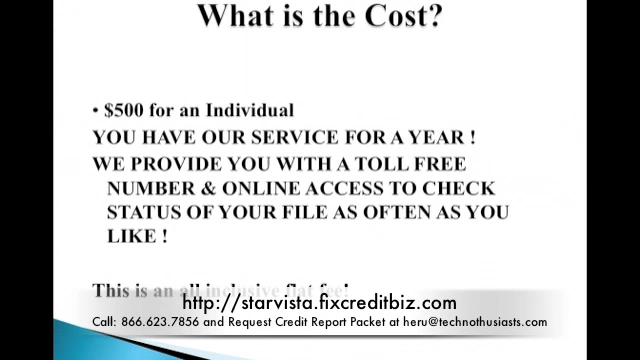 What is the Cost?
• $500 for an Individual
YOU HAVE OUR SERVICE FOR A YEAR !
WE PROVIDE YOU WITH A TOLL FREE
NUMBER & ONLINE ACCESS TO CHECK
STATUS OF YOUR FILE AS OFTEN AS YOU
LIKE !
This is an all inclusive flat fee!
http://starvista.fixcreditbiz.com
Call: 866.623.7856 and Request Credit Report Packet at heru@technothusiasts.com